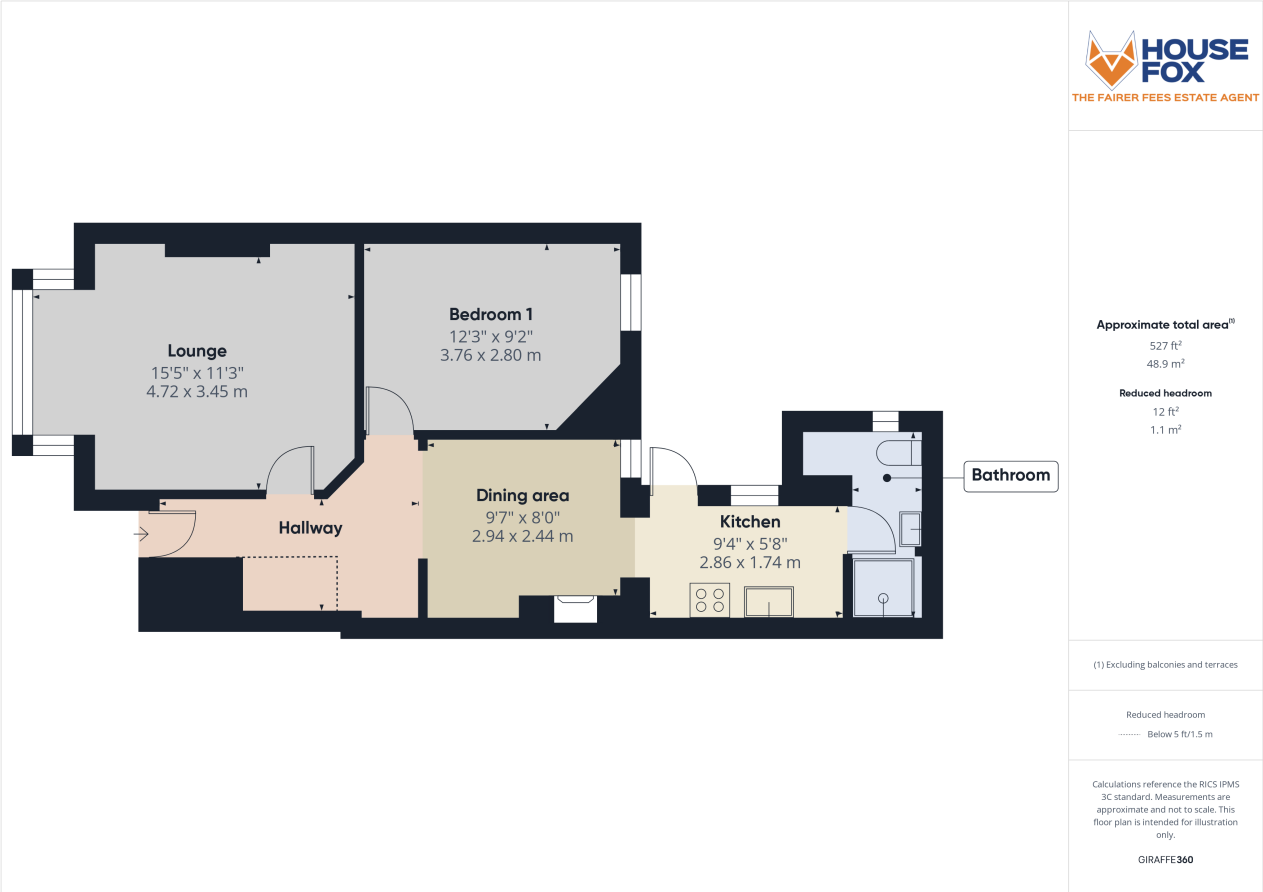 HOUSE
FOX
THE FAIRER FEES ESTATE AGENT
Lounge
15'5" x 11'3"
4.72 x 3.45 m
Bedroom 1
12'3" x 9'2"
3.76 x 2.80 m
Hallway
Dining area
9'7" x 8'0"
2.94 x 2.44 m
Kitchen
9'4" x 5'8"
2.86 x 1.74 m
Bathroom
Approximate total area(1)
527 ft²
48.9 m²
Reduced headroom
12 ft²
1.1 m²
(1) Excluding balconies and terraces
Reduced headroom
Below 5 ft/1.5 m
Calculations reference the RICS IPMS
3C standard. Measurements are
approximate and not to scale. This
floor plan is intended for illustration
only.
GIRAFFE360